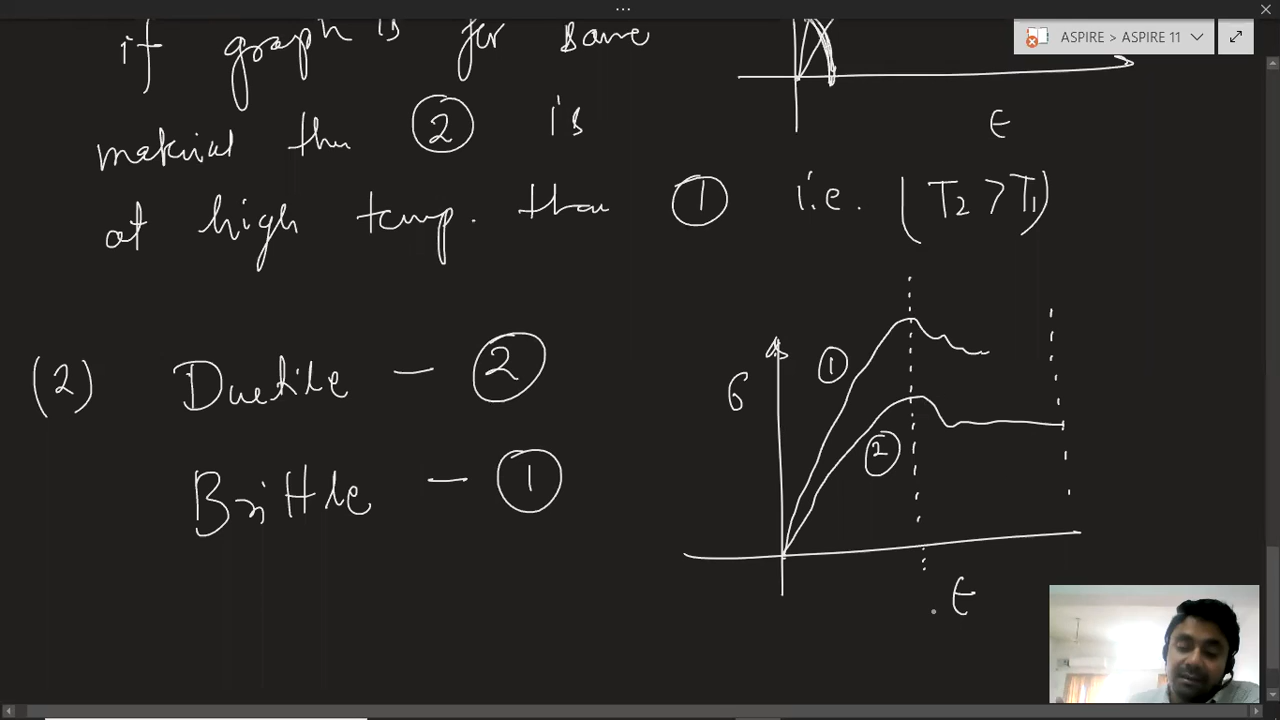 ...
ASPIRE > ASPIRE 11
if graph is for same
material then ② is
at high temp. than ① i.e. (T₂ > T₁)
ϵ
(2) Ductile – ②
Brittle – ①
σ
①
②
ϵ